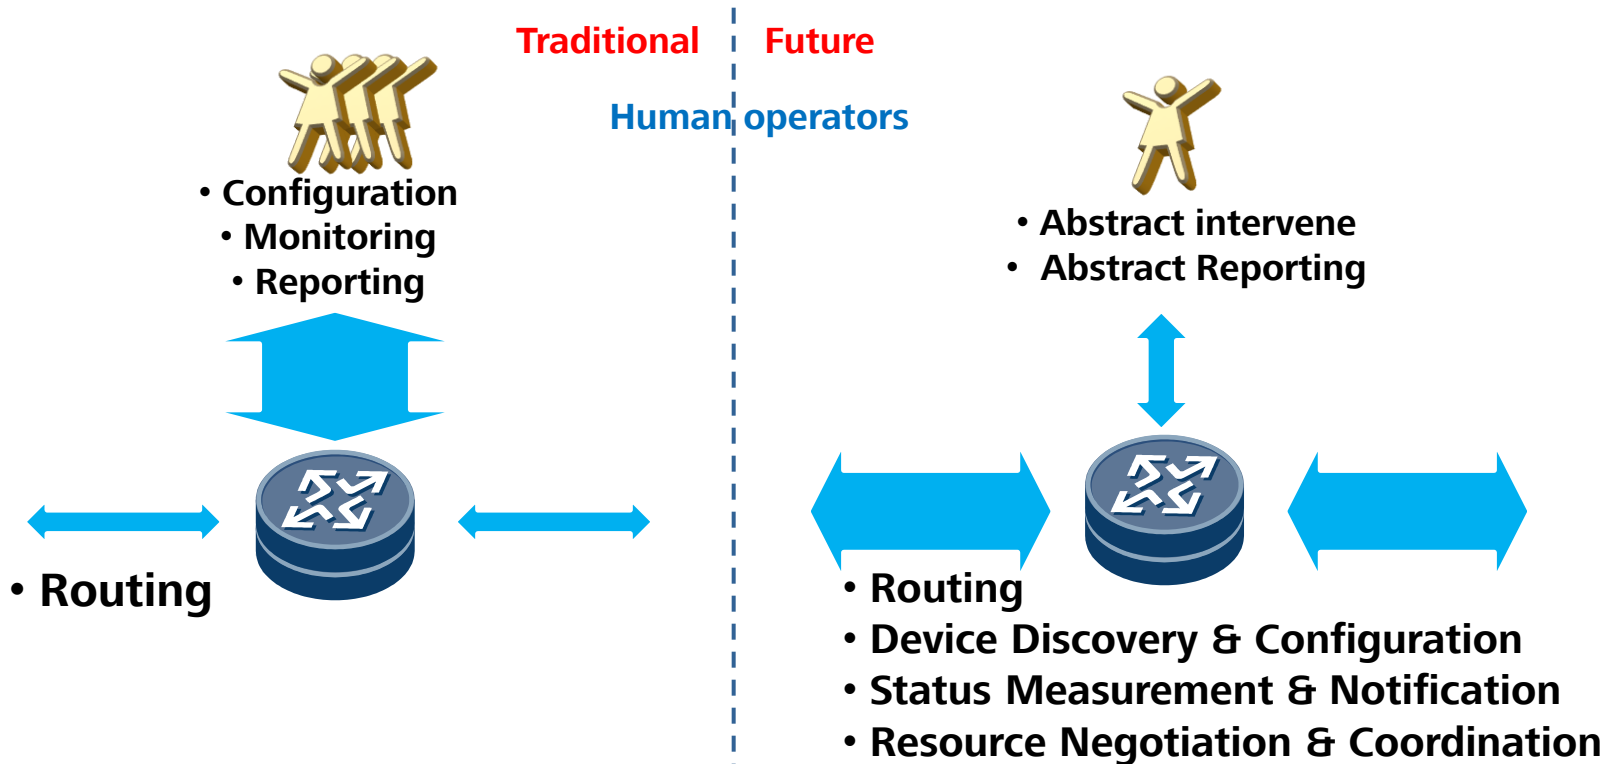 Traditional
Future
Human operators
• Configuration
• Monitoring
• Reporting
• Abstract intervene
• Abstract Reporting
• Routing
• Routing
• Device Discovery & Configuration
• Status Measurement & Notification
• Resource Negotiation & Coordination